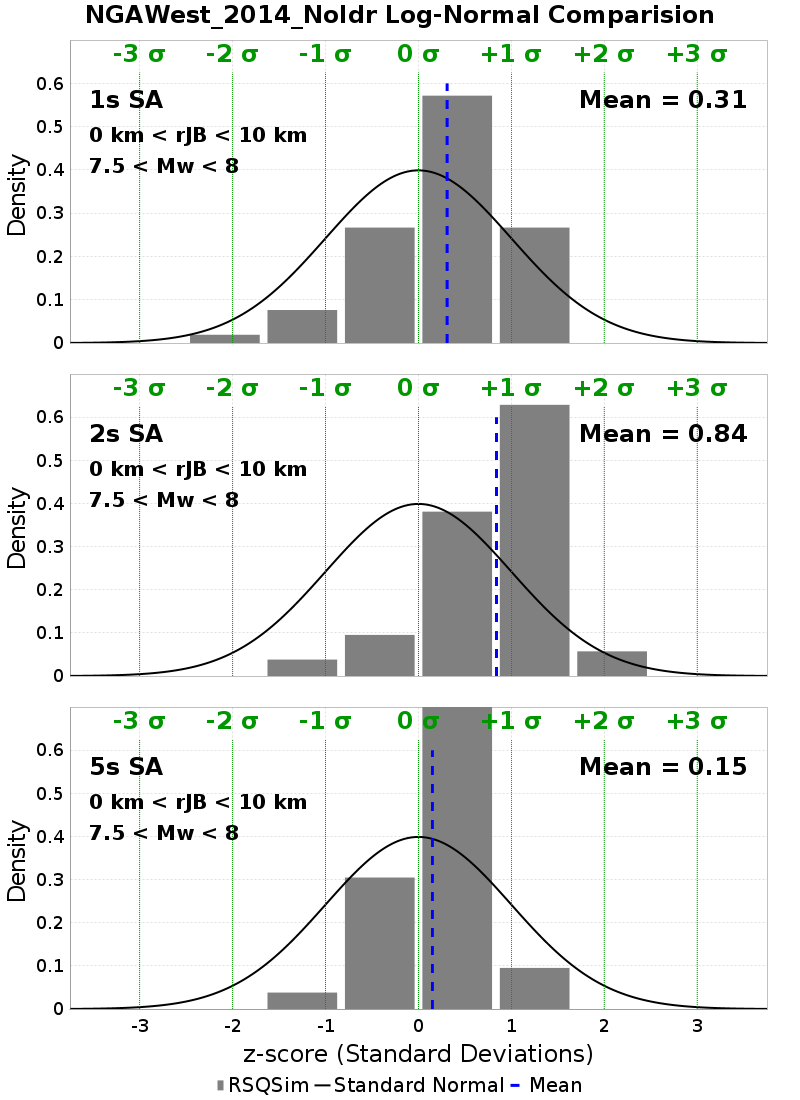 NGAWest_2014_NoIdr Log-Normal Comparision
-3 σ -2 σ -1 σ 0 σ +1 σ +2 σ +3 σ
1s SA
Mean = 0.31
0 km < rJB < 10 km
7.5 < Mw < 8
Density
0.6
0.5
0.4
0.3
0.2
0.1
0
-3 σ -2 σ -1 σ 0 σ +1 σ +2 σ +3 σ
2s SA
Mean = 0.84
0 km < rJB < 10 km
7.5 < Mw < 8
Density
0.6
0.5
0.4
0.3
0.2
0.1
0
-3 σ -2 σ -1 σ 0 σ +1 σ +2 σ +3 σ
5s SA
Mean = 0.15
0 km < rJB < 10 km
7.5 < Mw < 8
Density
0.6
0.5
0.4
0.3
0.2
0.1
0
-3 -2 -1 0 1 2 3
z-score (Standard Deviations)
RSQSim Standard Normal Mean